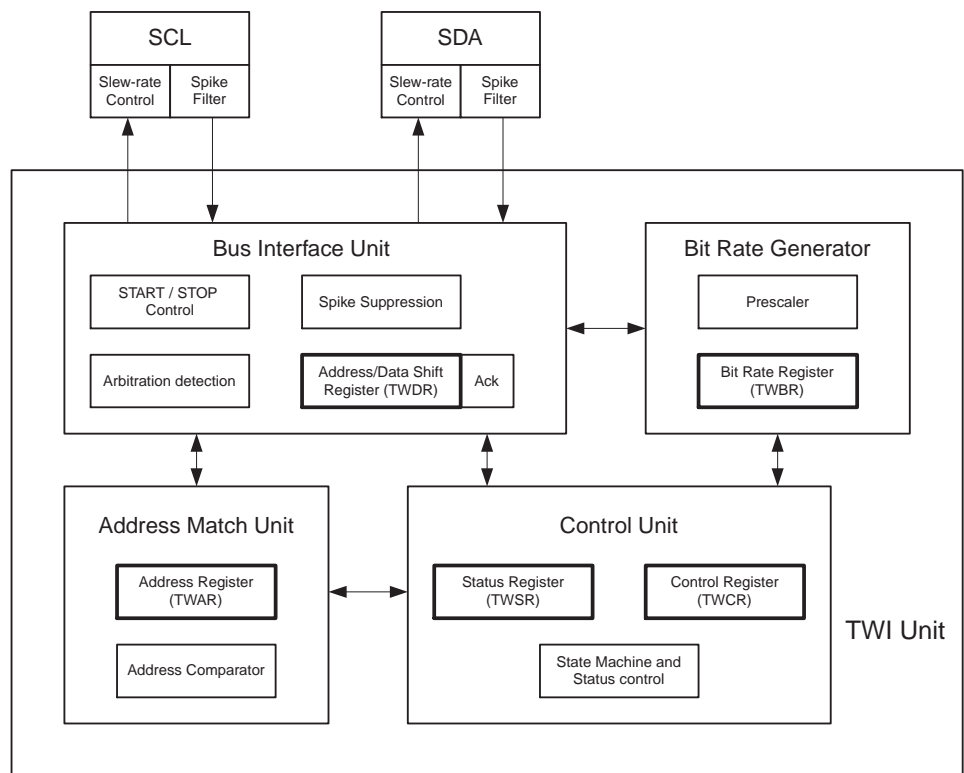 SCL
SDA
Slew-rate
Control
Spike
Filter
Slew-rate
Control
Spike
Filter
Bus Interface Unit
START / STOP
Control
Spike Suppression
Arbitration detection
Address/Data Shift
Register (TWDR)
Ack
Bit Rate Generator
Prescaler
Bit Rate Register
(TWBR)
Address Match Unit
Address Register
(TWAR)
Address Comparator
Control Unit
Status Register
(TWSR)
Control Register
(TWCR)
State Machine and
Status control
TWI Unit